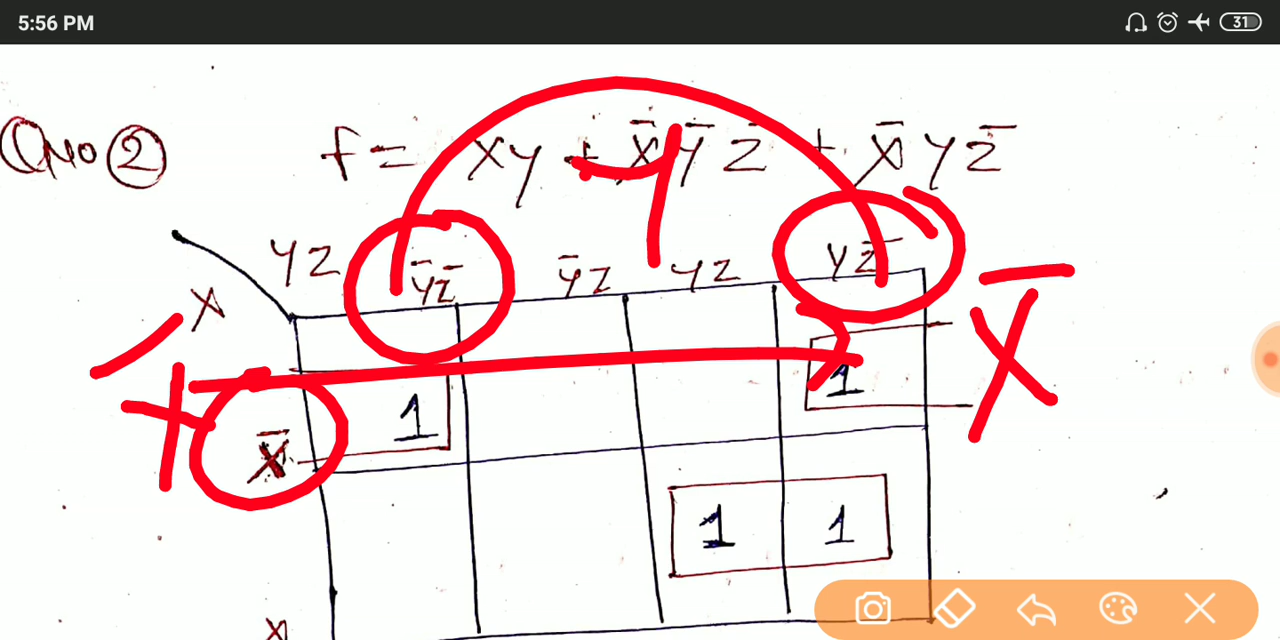 5:56 PM
31
QNo ②
f = xy + x̄ȳz̄ + x̄yz̄
yz ȳz̄ ȳz yz yz̄
x
x̄
x̄ 1 1
1 1
x